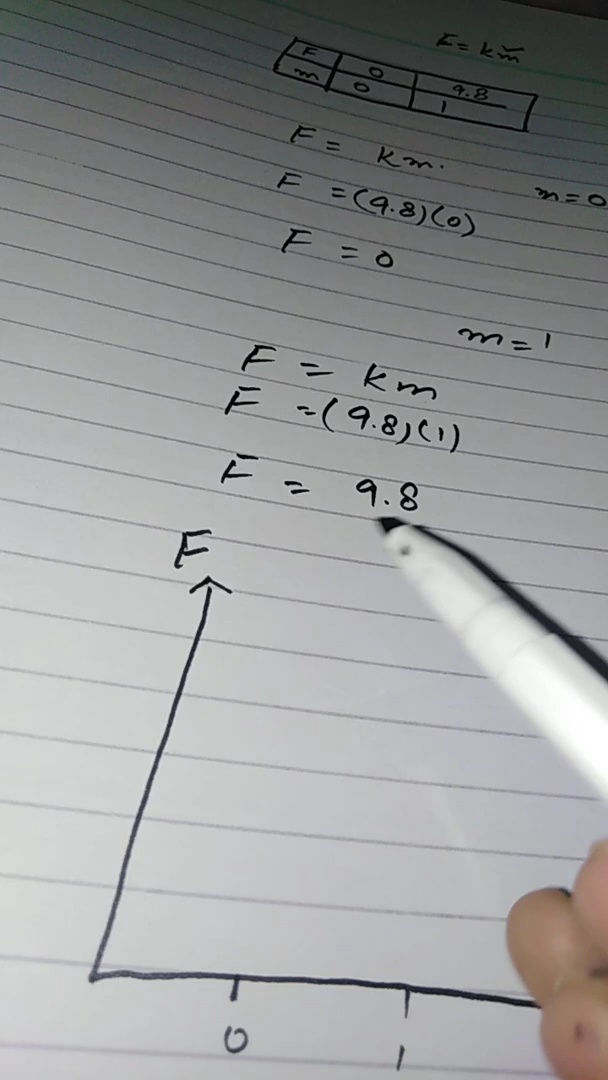 F = km
F 0 9.8
m 0 1
F = km.
m = 0
F = (9.8)(0)
F = 0
m = 1
F = km
F = (9.8)(1)
F = 9.8
F
0 1